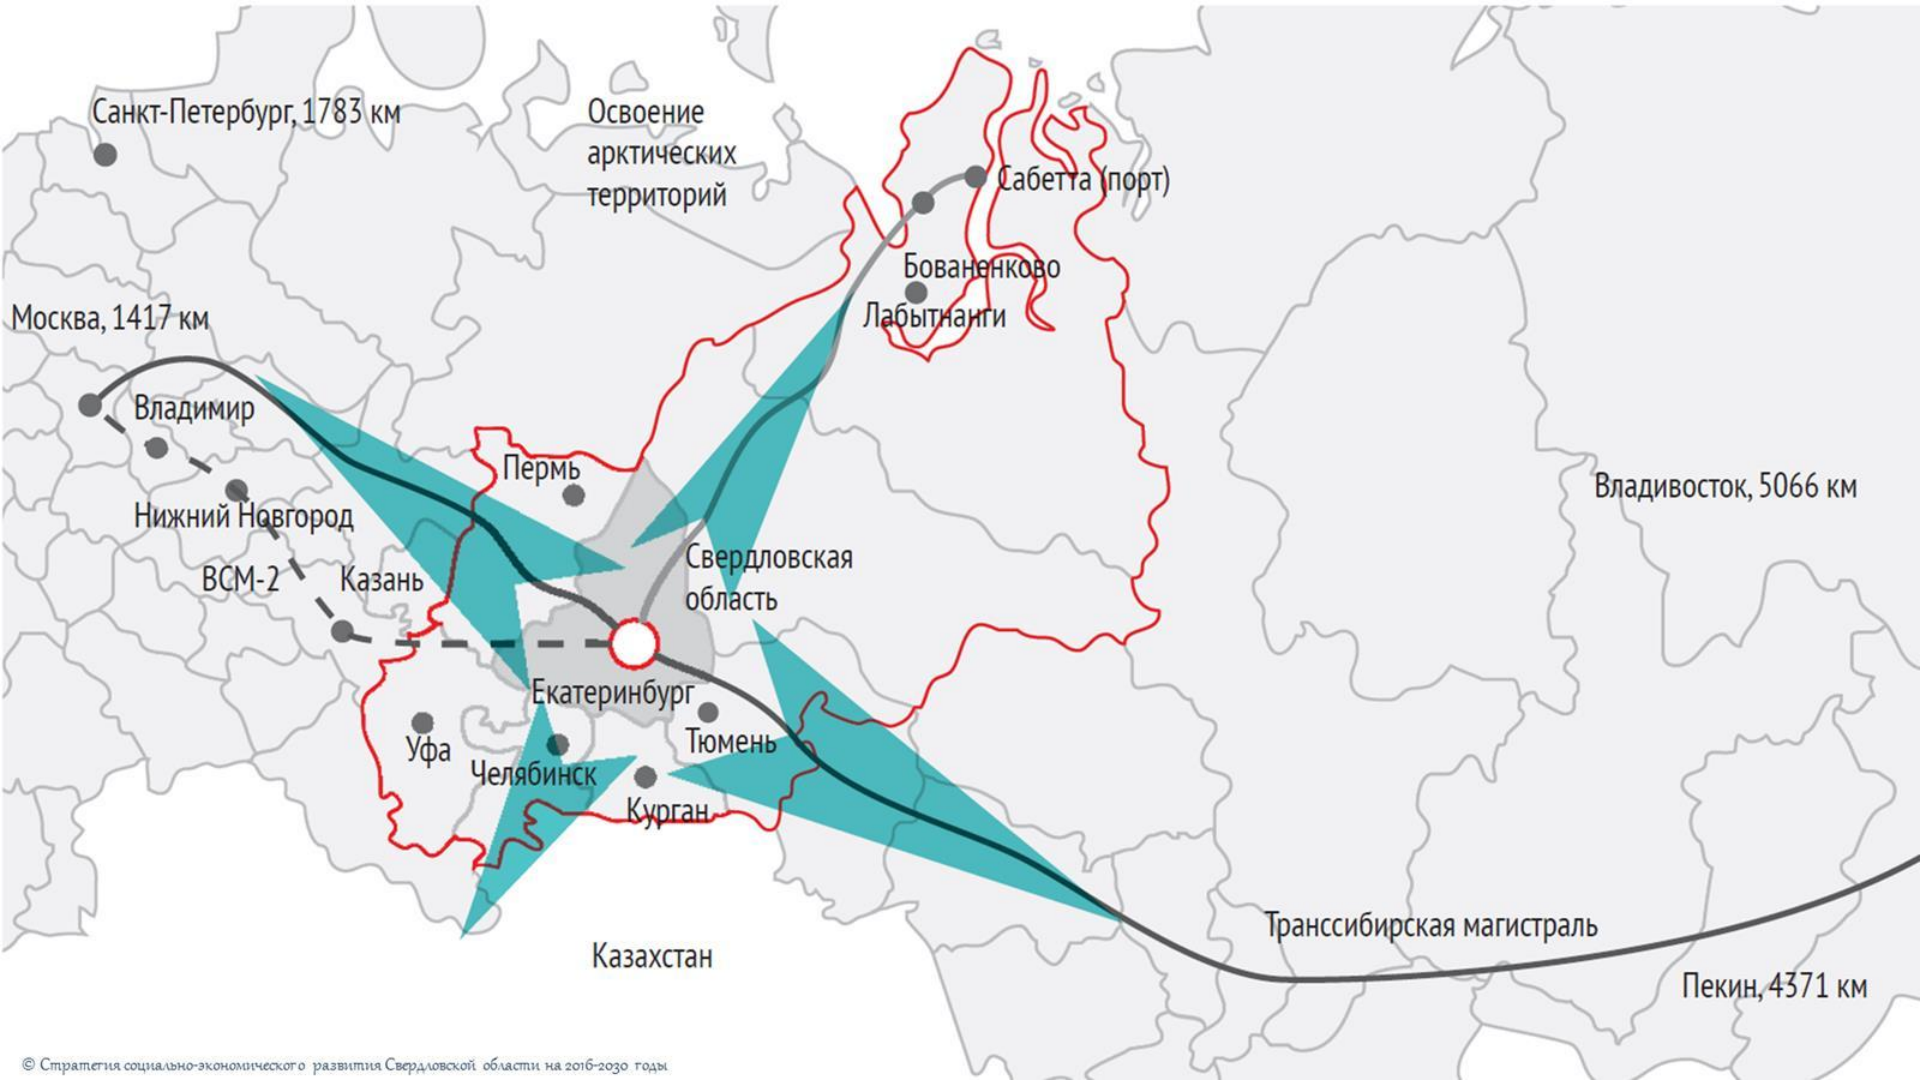 Санкт-Петербург, 1783 км
Освоение
арктических
территорий
Сабетта (порт)
Бованенково
Лабытнанги
Москва, 1417 км
Владимир
Пермь
Нижний Новгород
Владивосток, 5066 км
ВСМ-2
Казань
Свердловская
область
Екатеринбург
Уфа
Тюмень
Челябинск
Курган
Казахстан
Транссибирская магистраль
Пекин, 4371 км
© Стратегия социально-экономического развития Свердловской области на 2016-2030 годы